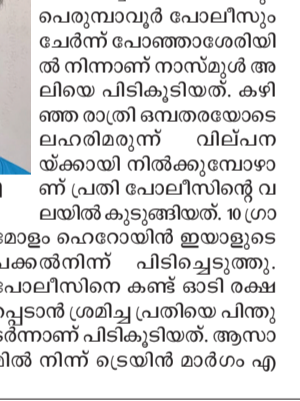 പെരുമ്പാവൂർ പോലീസും
ചേർന്ന് പോഞ്ഞാശേരിയി
ൽ നിന്നാണ് നാസ്മുൾ അ
ലിയെ പിടികൂടിയത്. കഴി
ഞ്ഞ രാത്രി ഒമ്പതരയോടെ
ലഹരിമരുന്ന് വില്പന
യ്ക്കായി നിൽക്കുമ്പോഴാ
ണ് പ്രതി പോലീസിന്റെ വ
ലയിൽ കുടുങ്ങിയത്. 10 ഗ്രാ
മോളം ഹെറോയിൻ ഇയാളുടെ
പക്കൽനിന്ന് പിടിച്ചെടുത്തു.
പോലീസിനെ കണ്ട് ഓടി രക്ഷ
പ്പെടാൻ ശ്രമിച്ച പ്രതിയെ പിന്തു
ടർന്നാണ് പിടികൂടിയത്. ആസാ
മിൽ നിന്ന് ട്രെയിൻ മാർഗം എ